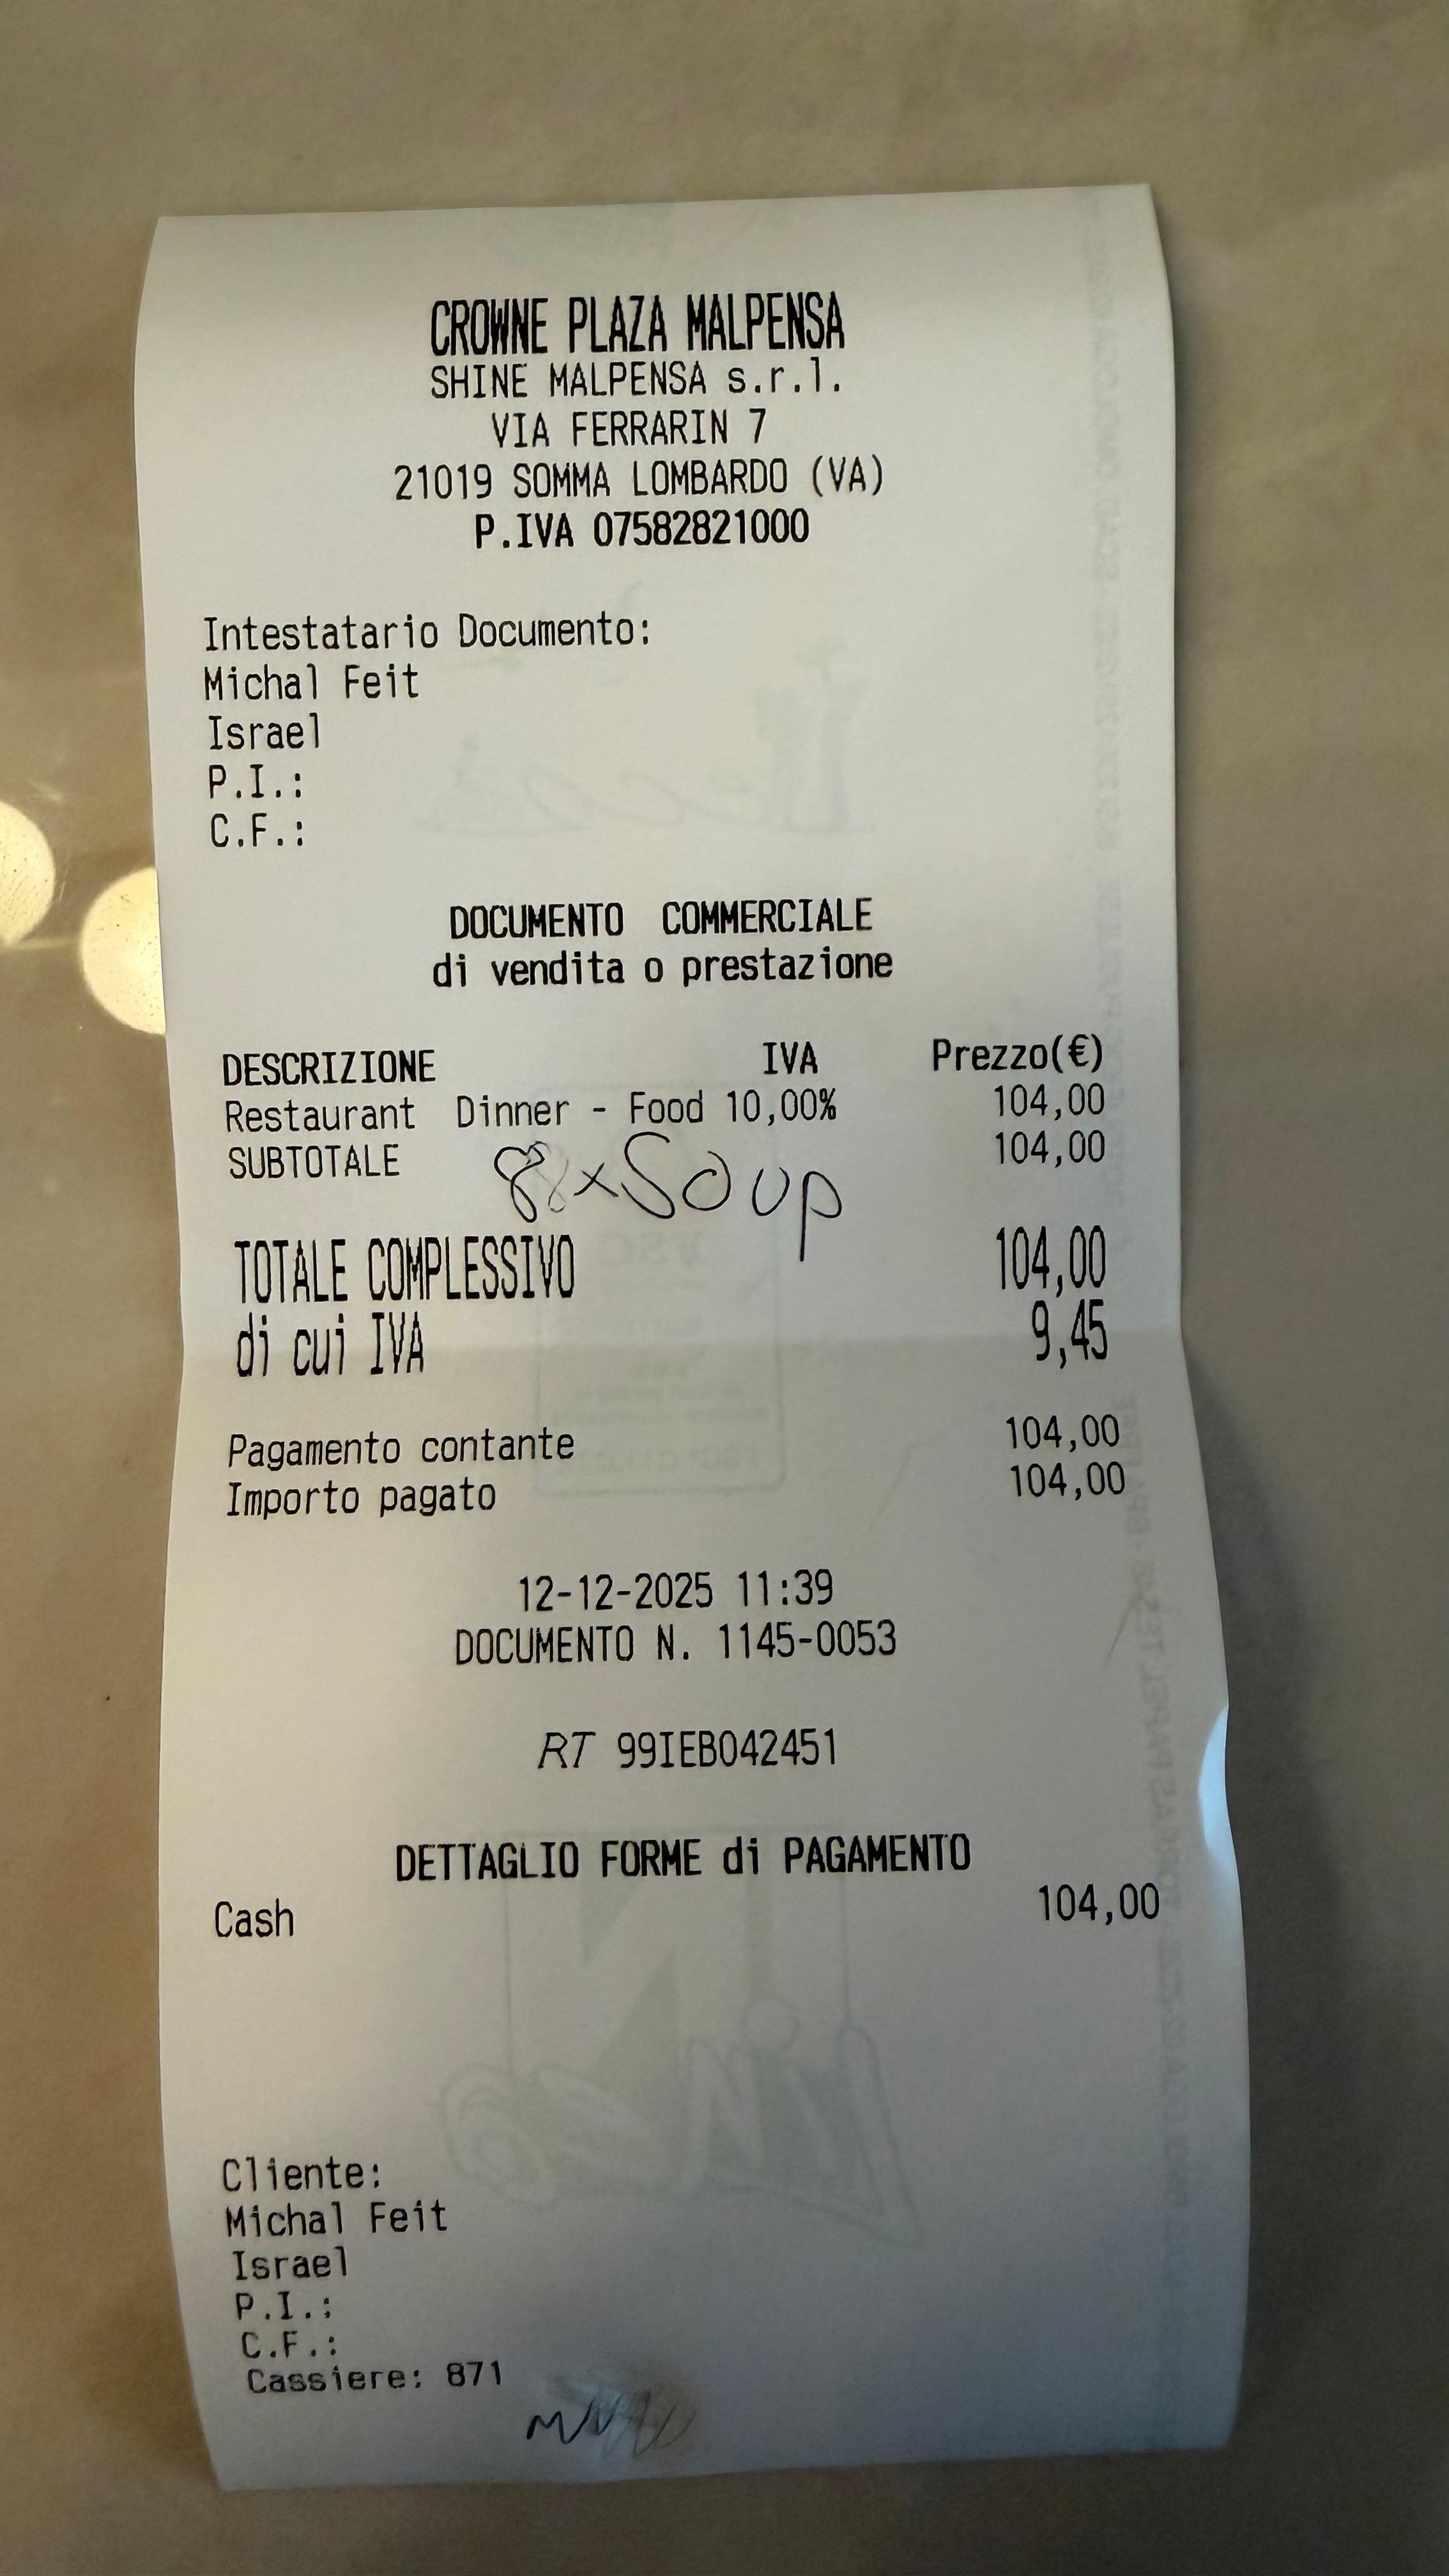 CROWNE PLAZA MALPENSA
SHINE MALPENSA s.r.l.
VIA FERRARIN 7
21019 SOMMA LOMBARDO (VA)
P.IVA 07582821000
Intestatario Documento:
Michal Feit
Israel
P.I.:
C.F.:
DOCUMENTO COMMERCIALE
di vendita o prestazione
DESCRIZIONE IVA Prezzo(€)
Restaurant Dinner - Food 10,00% 104,00
SUBTOTALE 104,00
8 x Soup
TOTALE COMPLESSIVO 104,00
di cui IVA 9,45
Pagamento contante 104,00
Importo pagato 104,00
12-12-2025 11:39
DOCUMENTO N. 1145-0053
RT 99IEB042451
DETTAGLIO FORME di PAGAMENTO
Cash 104,00
Cliente:
Michal Feit
Israel
P.I.:
C.F.:
Cassiere: 871